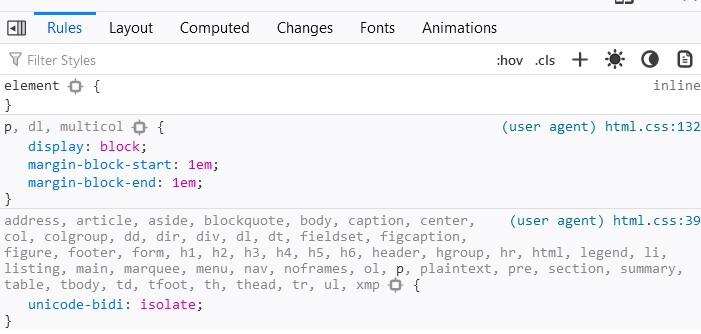 Rules Layout Computed Changes Fonts Animations
Filter Styles :hov .cls
element { inline
}
p, dl, multicol { (user agent) html.css:132
display: block;
margin-block-start: 1em;
margin-block-end: 1em;
}
address, article, aside, blockquote, body, caption, center, (user agent) html.css:39
col, colgroup, dd, dir, div, dl, dt, fieldset, figcaption,
figure, footer, form, h1, h2, h3, h4, h5, h6, header, hgroup, hr, html, legend, li,
listing, main, marquee, menu, nav, noframes, ol, p, plaintext, pre, section, summary,
table, tbody, td, tfoot, th, thead, tr, ul, xmp {
unicode-bidi: isolate;
}